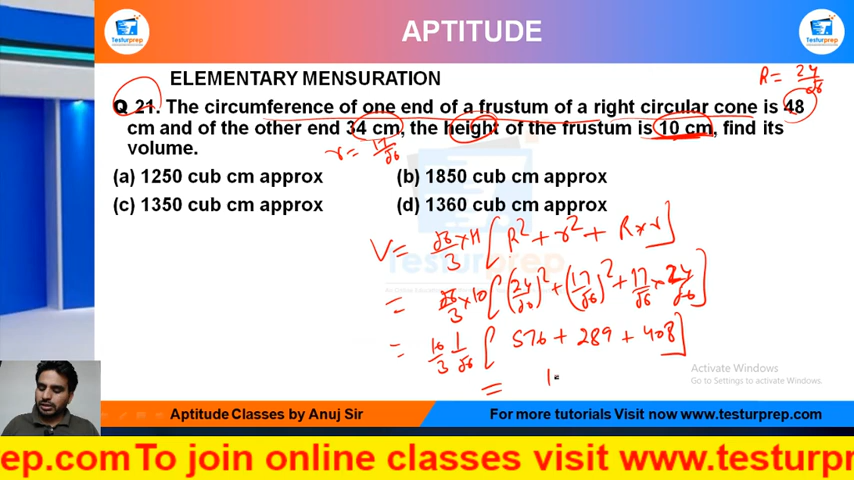 Testurprep
APTITUDE
Testurprep
ELEMENTARY MENSURATION
Q 21. The circumference of one end of a frustum of a right circular cone is 48
cm and of the other end 34 cm, the height of the frustum is 10 cm, find its
volume.
(a) 1250 cub cm approx
(b) 1850 cub cm approx
(c) 1350 cub cm approx
(d) 1360 cub cm approx
V= /3 × H [R² + r² + R×r]
= /3 × 10 [(24/)² + (17/)² + 17/ × 24/]
= 10/3 1/ [576 + 289 + 408]
= 1
Activate Windows
Go to Settings to activate Windows.
Aptitude Classes by Anuj Sir
For more tutorials Visit now www.testurprep.com
ep.comTo join online classes visit www.testurpr